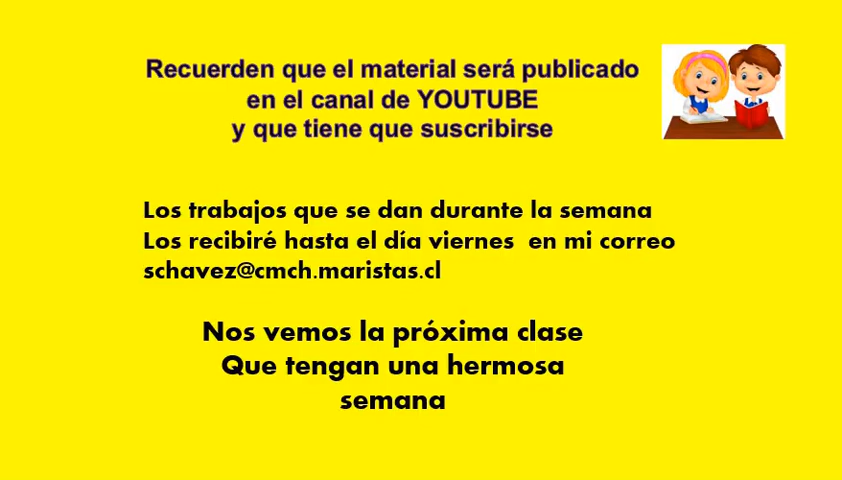 Recuerden que el material será publicado
en el canal de YOUTUBE
y que tiene que suscribirse
Los trabajos que se dan durante la semana
Los recibiré hasta el día viernes en mi correo
schavez@cmch.maristas.cl
Nos vemos la próxima clase
Que tengan una hermosa
semana